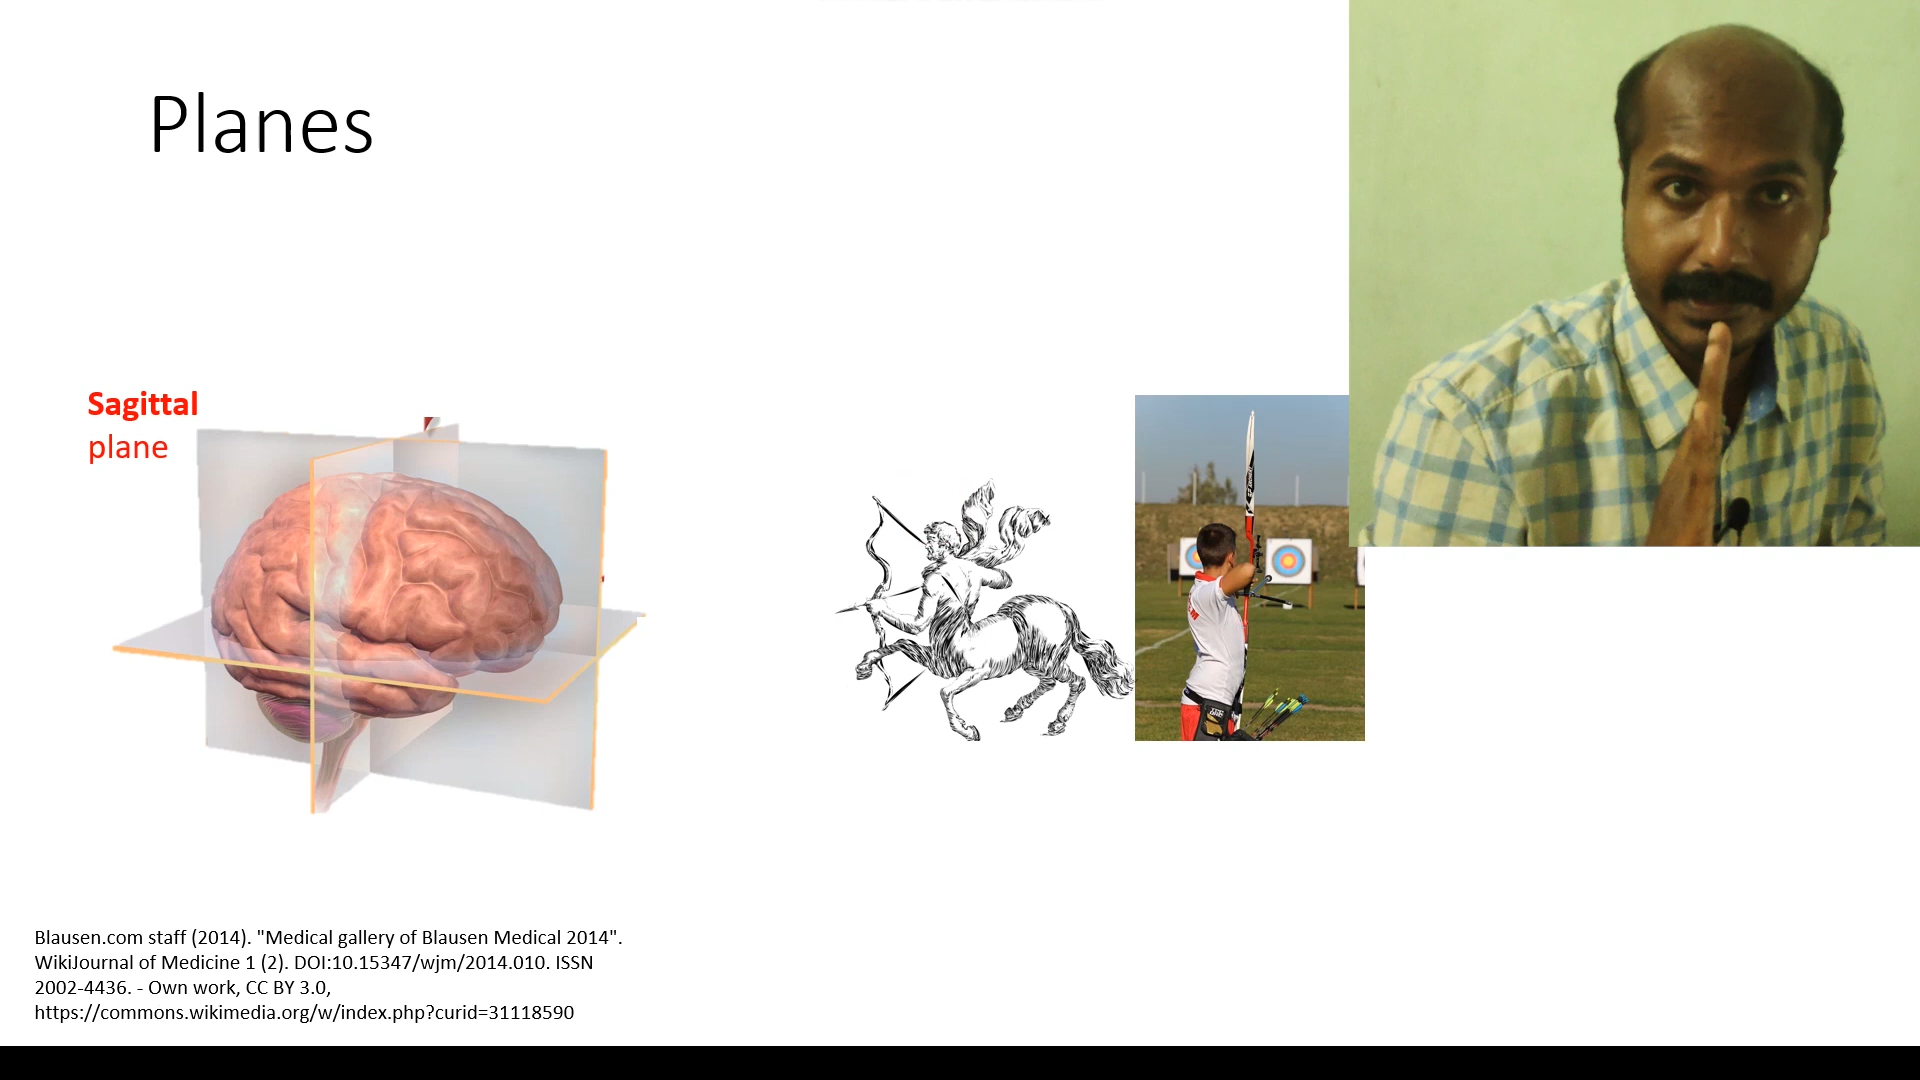 Planes
Sagittal
plane
Blausen.com staff (2014). "Medical gallery of Blausen Medical 2014".
WikiJournal of Medicine 1 (2). DOI:10.15347/wjm/2014.010. ISSN
2002-4436. - Own work, CC BY 3.0,
https://commons.wikimedia.org/w/index.php?curid=31118590